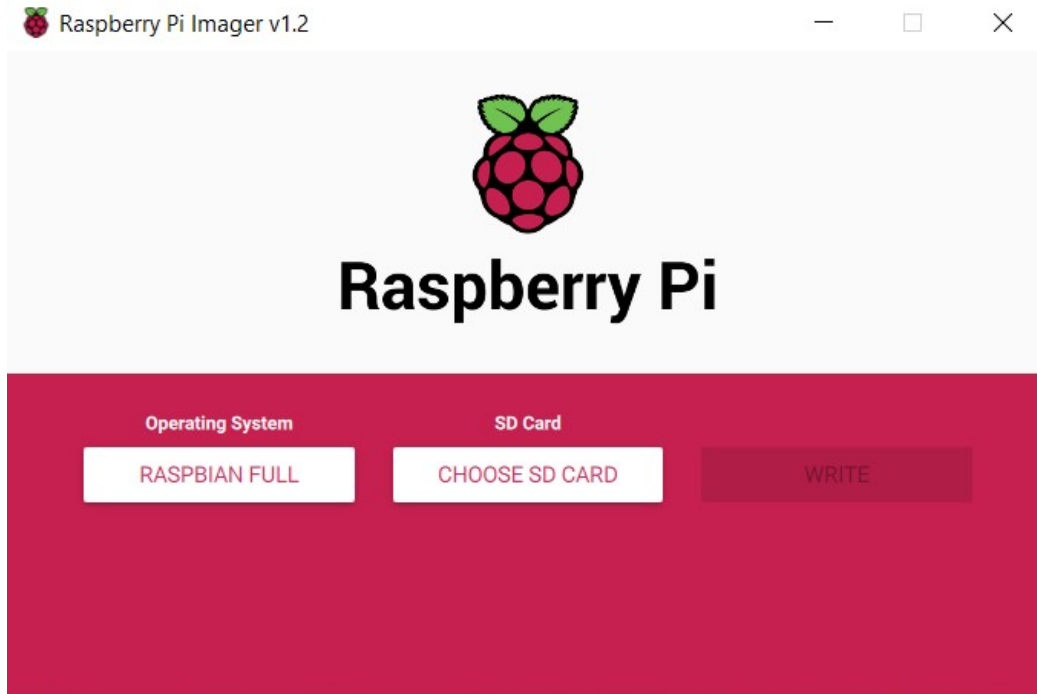 Raspberry Pi Imager v1.2
Raspberry Pi
Operating System
SD Card
RASPBIAN FULL
CHOOSE SD CARD
WRITE